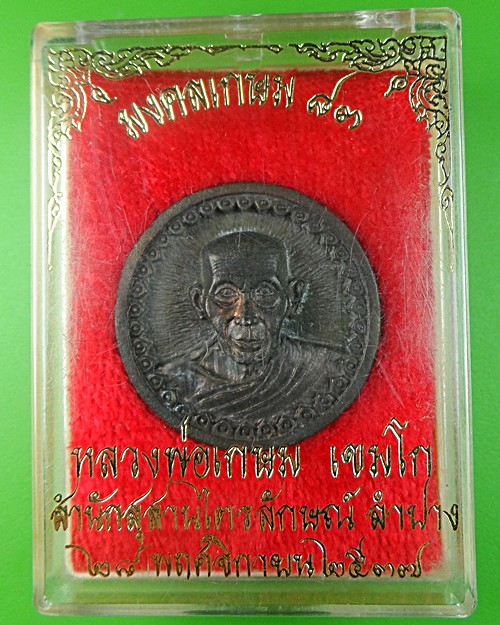 มงคลเกษม ๘๓
หลวงพ่อเกษม เขมโก
สำนักสุสานไตรลักษณ์ ลำปาง
๒๘ พฤศจิกายน ๒๕๓๗